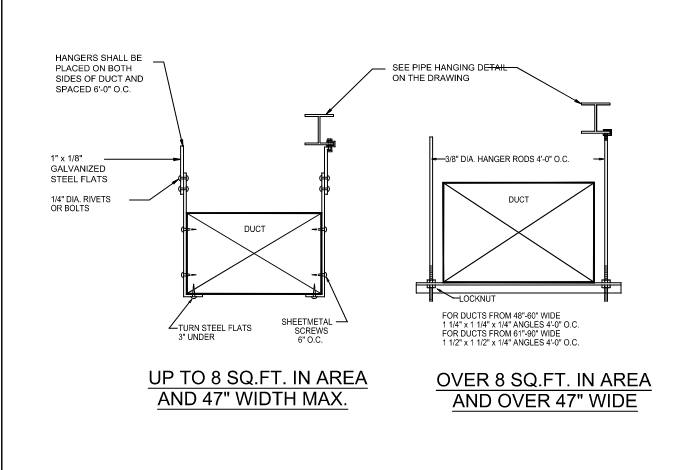 HANGERS SHALL BE
PLACED ON BOTH
SIDES OF DUCT AND
SPACED 6'-0" O.C.
SEE PIPE HANGING DETAIL
ON THE DRAWING
1" x 1/8"
GALVANIZED
STEEL FLATS
1/4" DIA. RIVETS
OR BOLTS
3/8" DIA. HANGER RODS 4'-0" O.C.
DUCT
DUCT
TURN STEEL FLATS
3" UNDER
SHEETMETAL
SCREWS
6" O.C.
LOCKNUT
FOR DUCTS FROM 48"-60" WIDE
1 1/4" x 1 1/4" x 1/4" ANGLES 4'-0" O.C.
FOR DUCTS FROM 61"-90" WIDE
1 1/2" x 1 1/2" x 1/4" ANGLES 4'-0" O.C.
UP TO 8 SQ.FT. IN AREA
AND 47" WIDTH MAX.
OVER 8 SQ.FT. IN AREA
AND OVER 47" WIDE